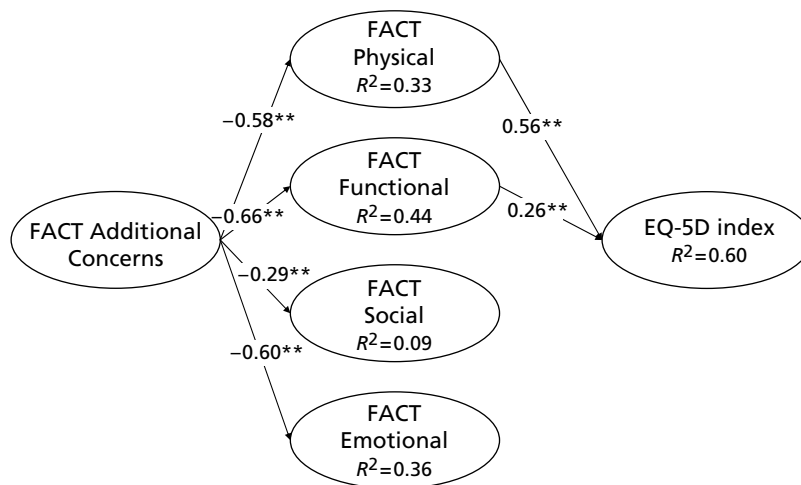 FACT
Physical
R²=0.33
−0.58**
0.56**
FACT
Functional
R²=0.44
−0.66**
0.26**
FACT Additional
Concerns
EQ-5D index
R²=0.60
−0.29**
FACT
Social
R²=0.09
−0.60**
FACT
Emotional
R²=0.36